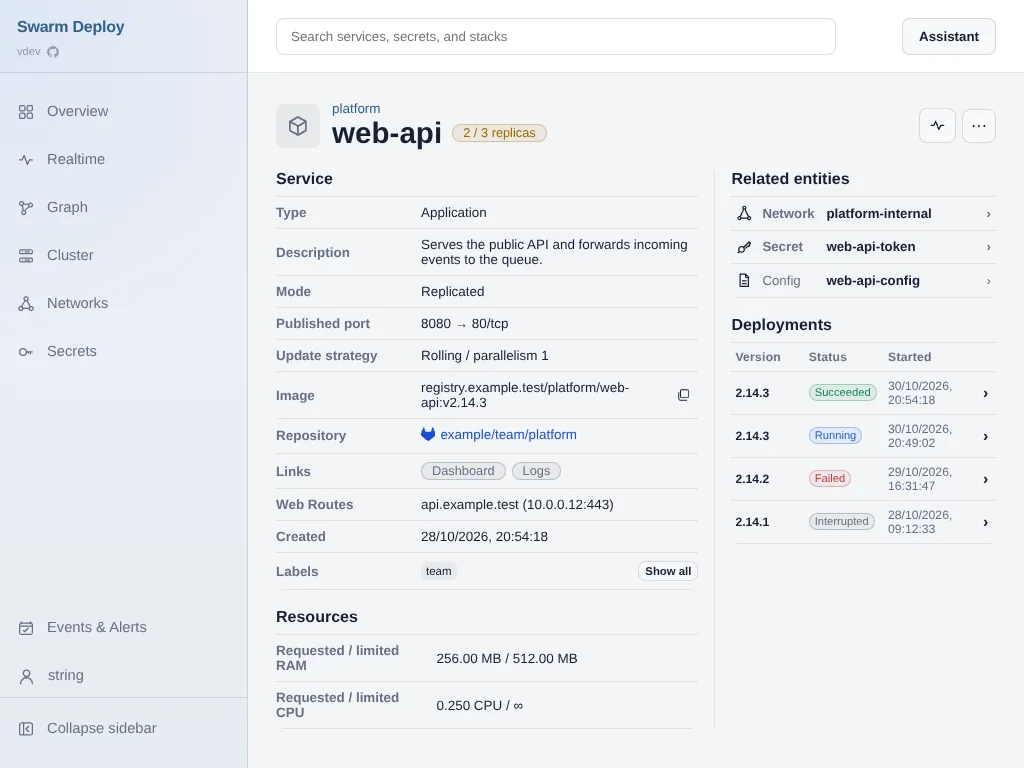 Swarm Deploy
vdev
Search services, secrets, and stacks
Assistant
Overview
Realtime
Graph
Cluster
Networks
Secrets
Events & Alerts
string
Collapse sidebar
platform
web-api
2 / 3 replicas
Service
Type Application
Description Serves the public API and forwards incoming
events to the queue.
Mode Replicated
Published port 8080 → 80/tcp
Update strategy Rolling / parallelism 1
Image registry.example.test/platform/web-
api:v2.14.3
Repository example/team/platform
Links Dashboard Logs
Web Routes api.example.test (10.0.0.12:443)
Created 28/10/2026, 20:54:18
Labels team Show all
Resources
Requested / limited
RAM
256.00 MB / 512.00 MB
Requested / limited
CPU
0.250 CPU / ∞
Related entities
Network platform-internal ›
Secret web-api-token ›
Config web-api-config ›
Deployments
Version Status Started
2.14.3 Succeeded 30/10/2026,
20:54:18 ›
2.14.3 Running 30/10/2026,
20:49:02 ›
2.14.2 Failed 29/10/2026,
16:31:47 ›
2.14.1 Interrupted 28/10/2026,
09:12:33 ›